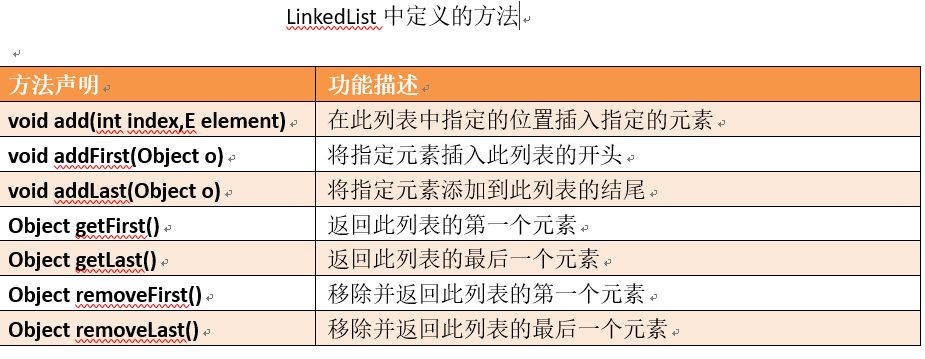 LinkedList 中定义的方法
方法声明 功能描述
void add(int index,E element) 在此列表中指定的位置插入指定的元素
void addFirst(Object o) 将指定元素插入此列表的开头
void addLast(Object o) 将指定元素添加到此列表的结尾
Object getFirst() 返回此列表的第一个元素
Object getLast() 返回此列表的最后一个元素
Object removeFirst() 移除并返回此列表的第一个元素
Object removeLast() 移除并返回此列表的最后一个元素